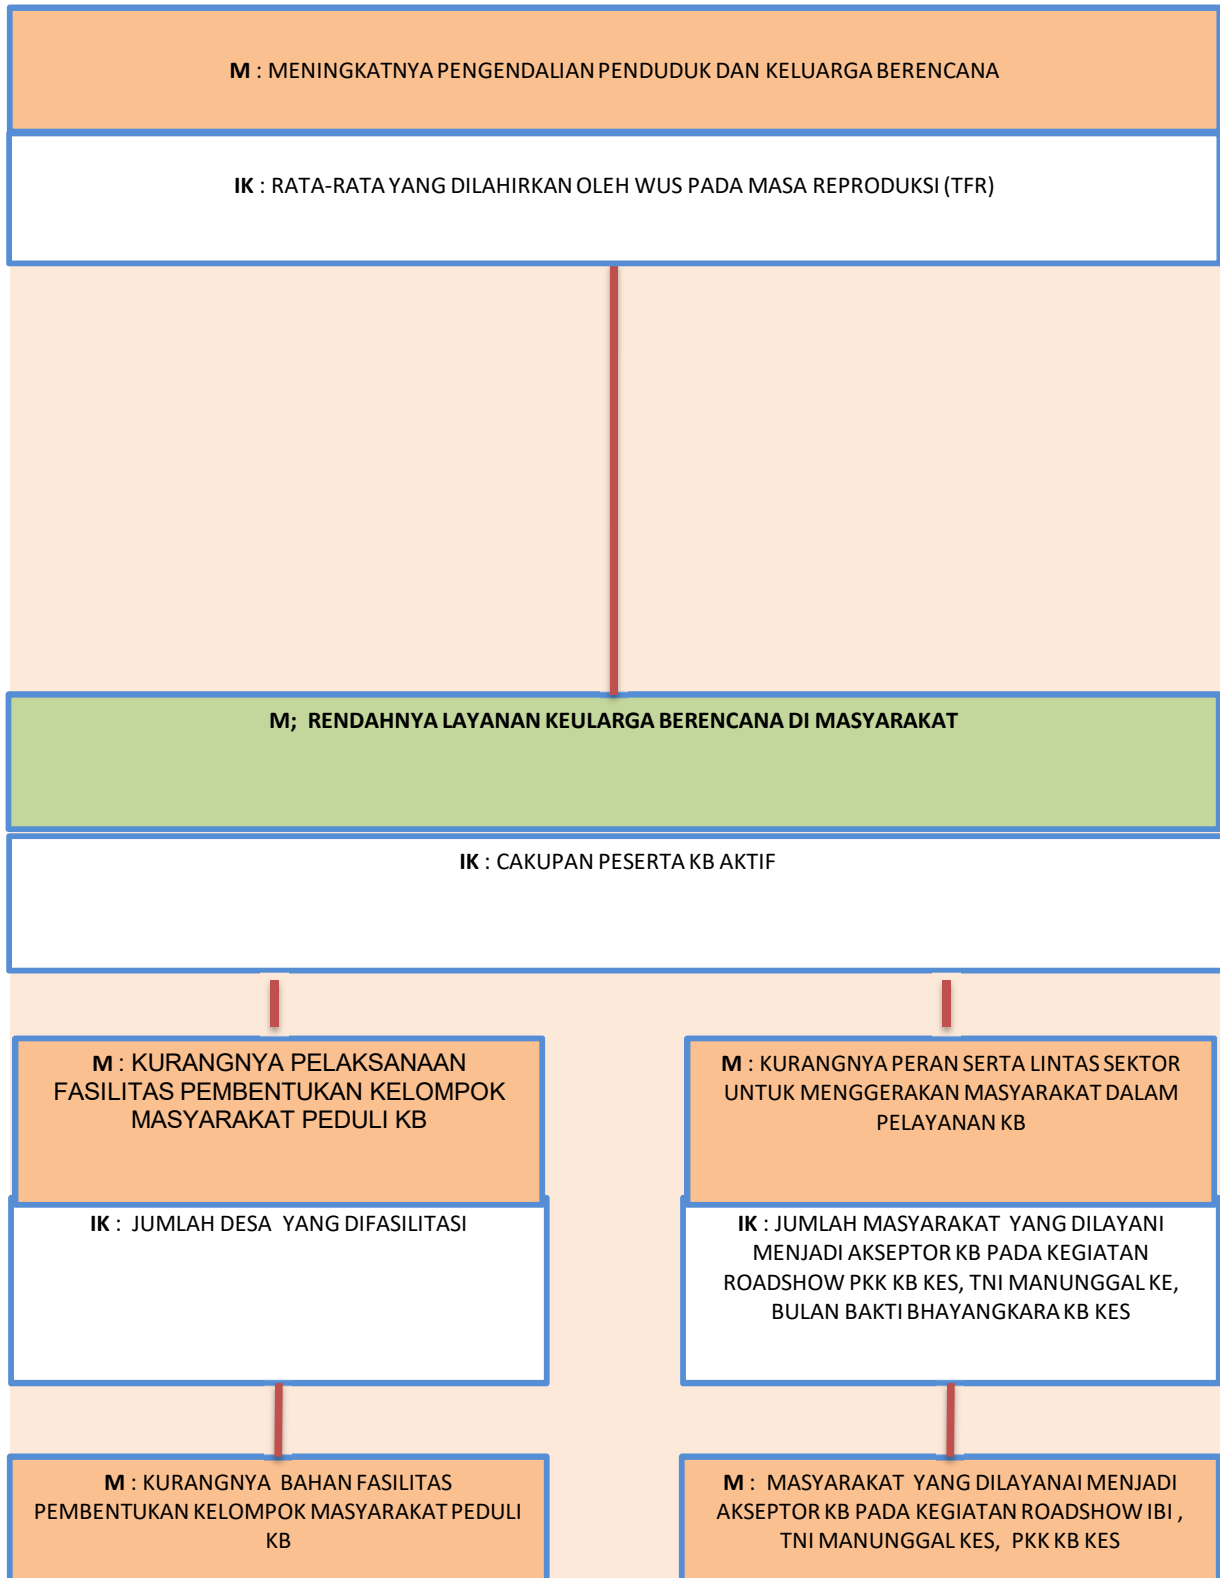 M : MENINGKATNYA PENGENDALIAN PENDUDUK DAN KELUARGA BERENCANA
IK : RATA-RATA YANG DILAHIRKAN OLEH WUS PADA MASA REPRODUKSI (TFR)
M; RENDAHNYA LAYANAN KEULARGA BERENCANA DI MASYARAKAT
IK : CAKUPAN PESERTA KB AKTIF
M : KURANGNYA PELAKSANAAN
FASILITAS PEMBENTUKAN KELOMPOK
MASYARAKAT PEDULI KB
IK : JUMLAH DESA YANG DIFASILITASI
M : KURANGNYA BAHAN FASILITAS
PEMBENTUKAN KELOMPOK MASYARAKAT PEDULI
KB
M : KURANGNYA PERAN SERTA LINTAS SEKTOR
UNTUK MENGGERAKAN MASYARAKAT DALAM
PELAYANAN KB
IK : JUMLAH MASYARAKAT YANG DILAYANI
MENJADI AKSEPTOR KB PADA KEGIATAN
ROADSHOW PKK KB KES, TNI MANUNGGAL KE,
BULAN BAKTI BHAYANGKARA KB KES
M : MASYARAKAT YANG DILAYANAI MENJADI
AKSEPTOR KB PADA KEGIATAN ROADSHOW IBI ,
TNI MANUNGGAL KES, PKK KB KES